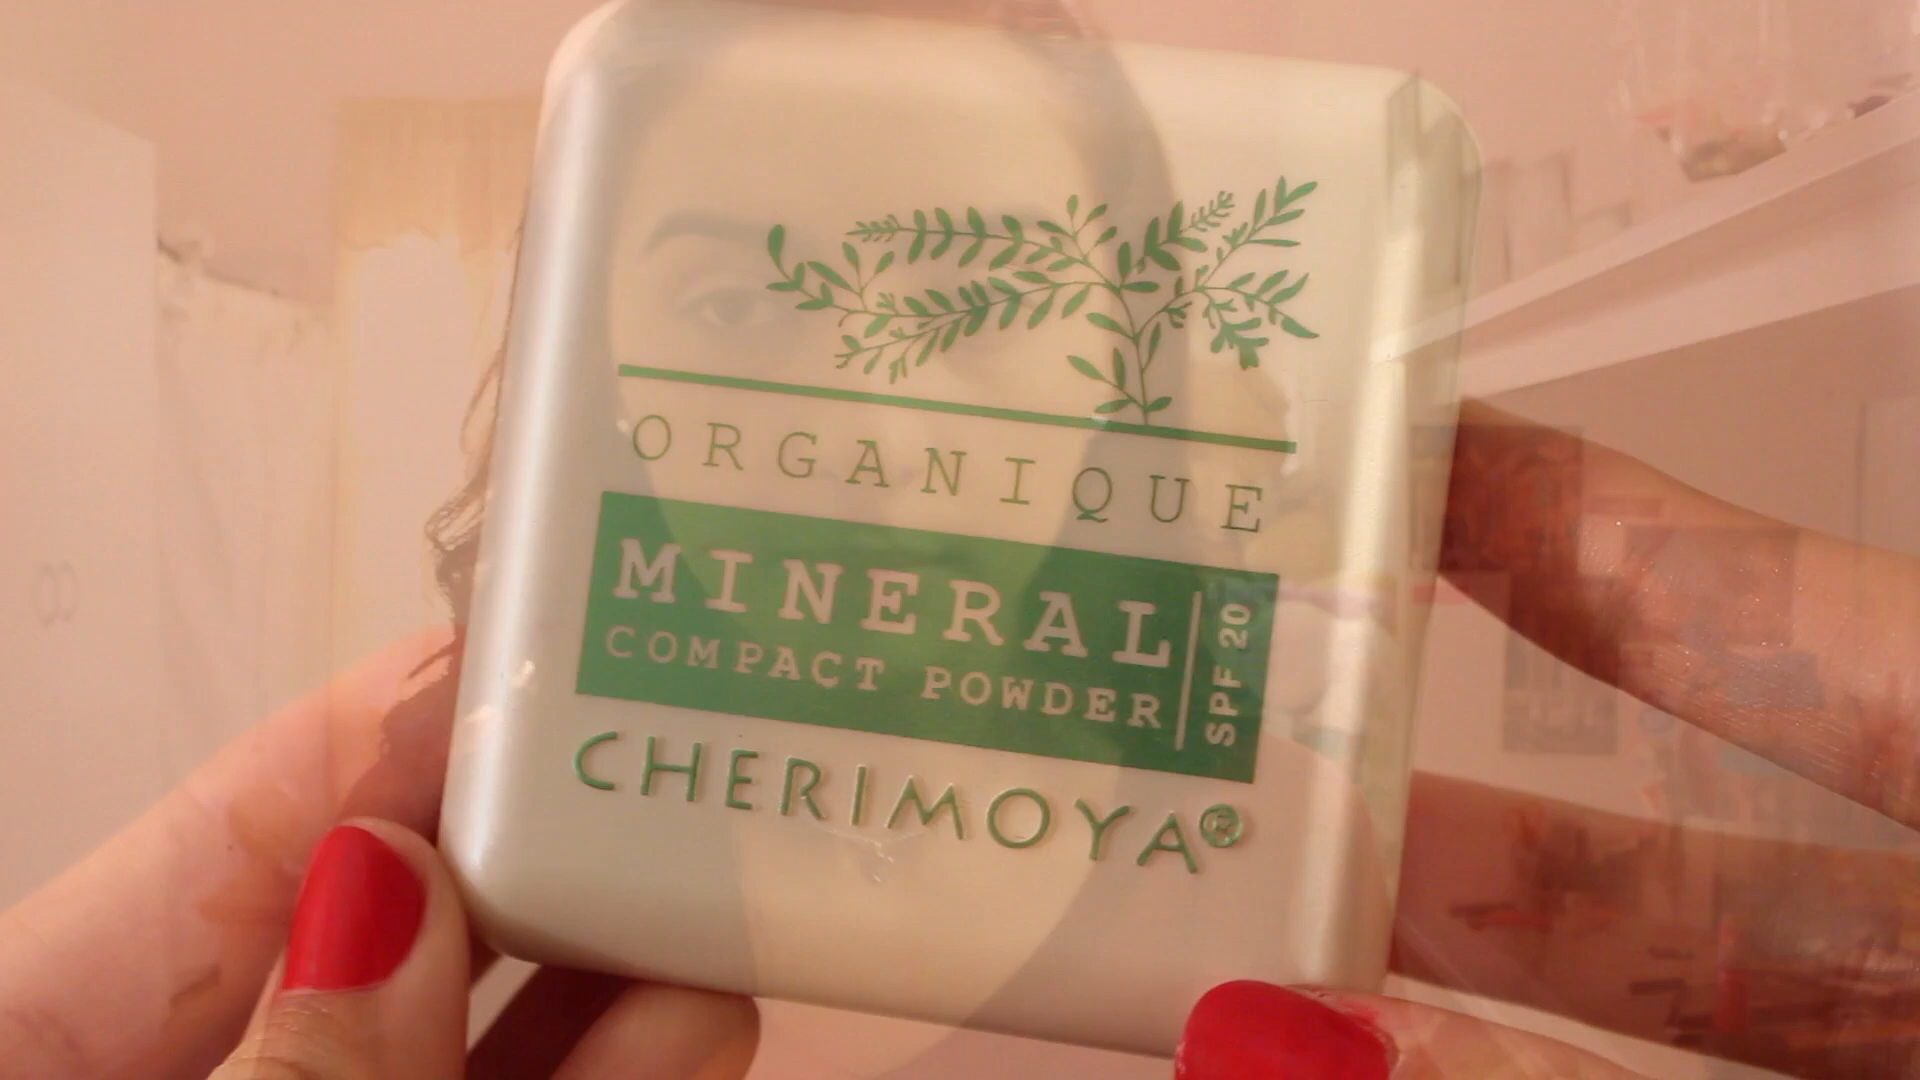 ORGANIQUE
MINERAL
COMPACT POWDER
SPF 20
CHERIMOYA®